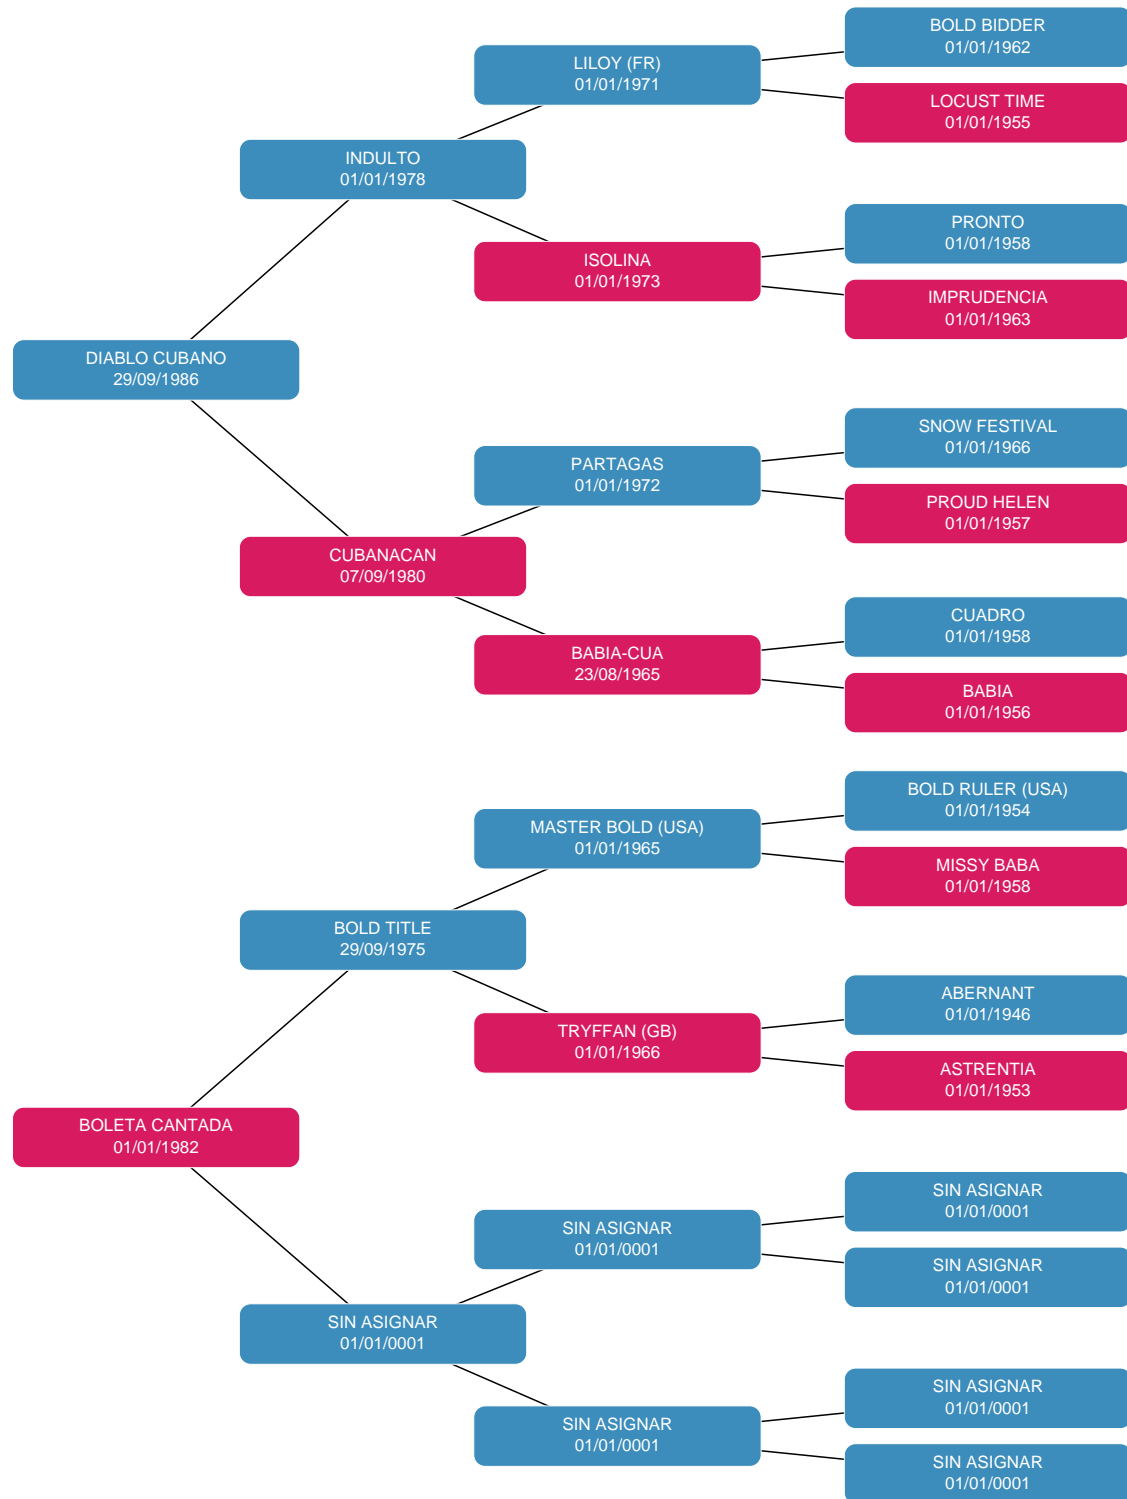 BOLD BIDDER
01/01/1962
LILOY (FR)
01/01/1971
LOCUST TIME
01/01/1955
INDULTO
01/01/1978
PRONTO
01/01/1958
ISOLINA
01/01/1973
IMPRUDENCIA
01/01/1963
DIABLO CUBANO
29/09/1986
SNOW FESTIVAL
01/01/1966
PARTAGAS
01/01/1972
PROUD HELEN
01/01/1957
CUBANACAN
07/09/1980
CUADRO
01/01/1958
BABIA-CUA
23/08/1965
BABIA
01/01/1956
BOLD RULER (USA)
01/01/1954
MASTER BOLD (USA)
01/01/1965
MISSY BABA
01/01/1958
BOLD TITLE
29/09/1975
ABERNANT
01/01/1946
TRYFFAN (GB)
01/01/1966
ASTRENTIA
01/01/1953
BOLETA CANTADA
01/01/1982
SIN ASIGNAR
01/01/0001
SIN ASIGNAR
01/01/0001
SIN ASIGNAR
01/01/0001
SIN ASIGNAR
01/01/0001
SIN ASIGNAR
01/01/0001
SIN ASIGNAR
01/01/0001
SIN ASIGNAR
01/01/0001